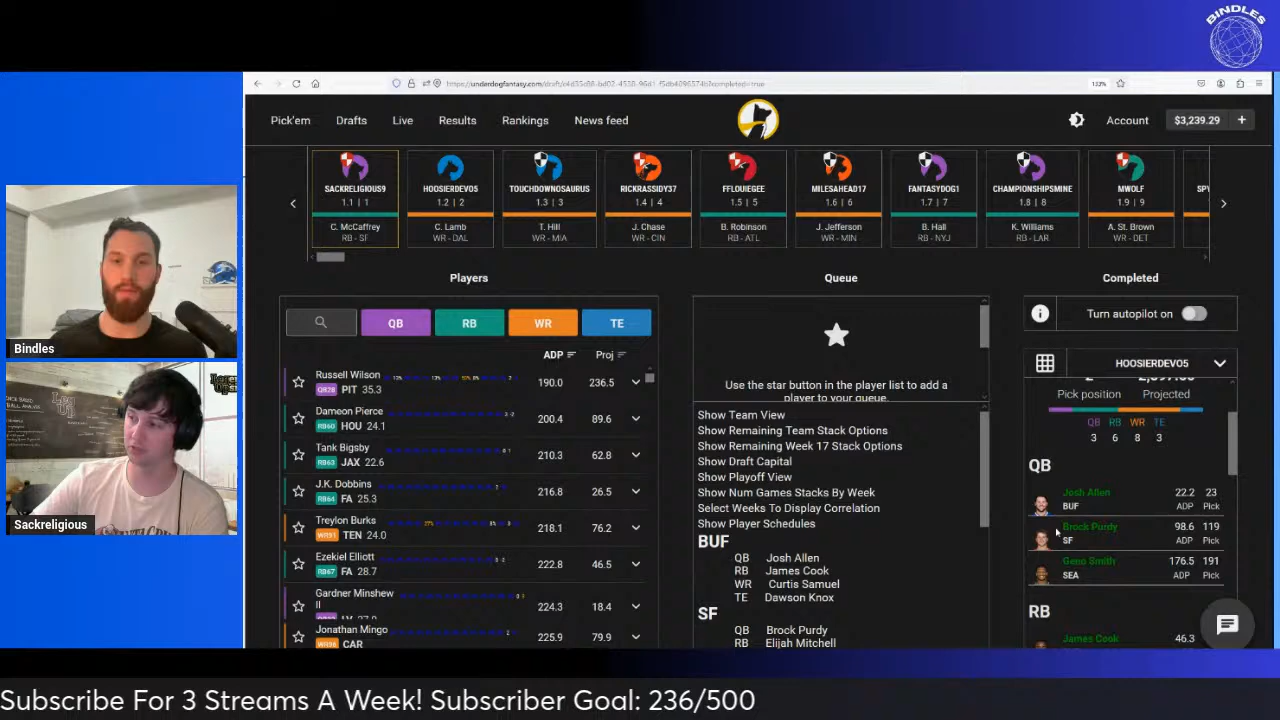 BINDLES
Pick'em Drafts Live Results Rankings News feed Account $3,239.29 +
SACKRELIGIOUS9 HOOSIERDEV05 TOUCHDOWNOSAURUS RICKRASSIDY37 FFLOUIEGEE MILESAHEAD17 FANTASYDOG1 CHAMPIONSHIPSMINE MWOLF
1.1 | 1 1.2 | 2 1.3 | 3 1.4 | 4 1.5 | 5 1.6 | 6 1.7 | 7 1.8 | 8 1.9 | 9
C. McCaffrey C. Lamb T. Hill J. Chase B. Robinson J. Jefferson B. Hall K. Williams A. St. Brown
RB - SF WR - DAL WR - MIA WR - CIN RB - ATL WR - MIN RB - NYJ RB - LAR WR - DET
Players
QB RB WR TE
ADP Proj
Russell Wilson
QB28 PIT 35.3 190.0 236.5
Dameon Pierce
RB60 HOU 24.1 200.4 89.6
Tank Bigsby
RB63 JAX 22.6 210.3 62.8
J.K. Dobbins
RB64 FA 25.3 216.8 26.5
Treylon Burks
WR91 TEN 24.0 218.1 76.2
Ezekiel Elliott
RB67 FA 28.7 222.8 46.5
Gardner Minshew
II 224.3 18.4
Jonathan Mingo
WR96 CAR 225.9 79.9
Queue
Use the star button in the player list to add a
player to your queue.
Show Team View
Show Remaining Team Stack Options
Show Remaining Week 17 Stack Options
Show Draft Capital
Show Playoff View
Show Num Games Stacks By Week
Select Weeks To Display Correlation
Show Player Schedules
BUF
QB Josh Allen
RB James Cook
WR Curtis Samuel
TE Dawson Knox
SF
QB Brock Purdy
RB Elijah Mitchell
Completed
Turn autopilot on
HOOSIERDEV05
Pick position Projected
QB RB WR TE
3 6 8 3
QB
Josh Allen 22.2 23
BUF ADP Pick
Brock Purdy 98.6 119
SF ADP Pick
Geno Smith 176.5 191
SEA ADP Pick
RB
James Cook 46.3
Bindles
Sackreligious
Subscribe For 3 Streams A Week! Subscriber Goal: 236/500